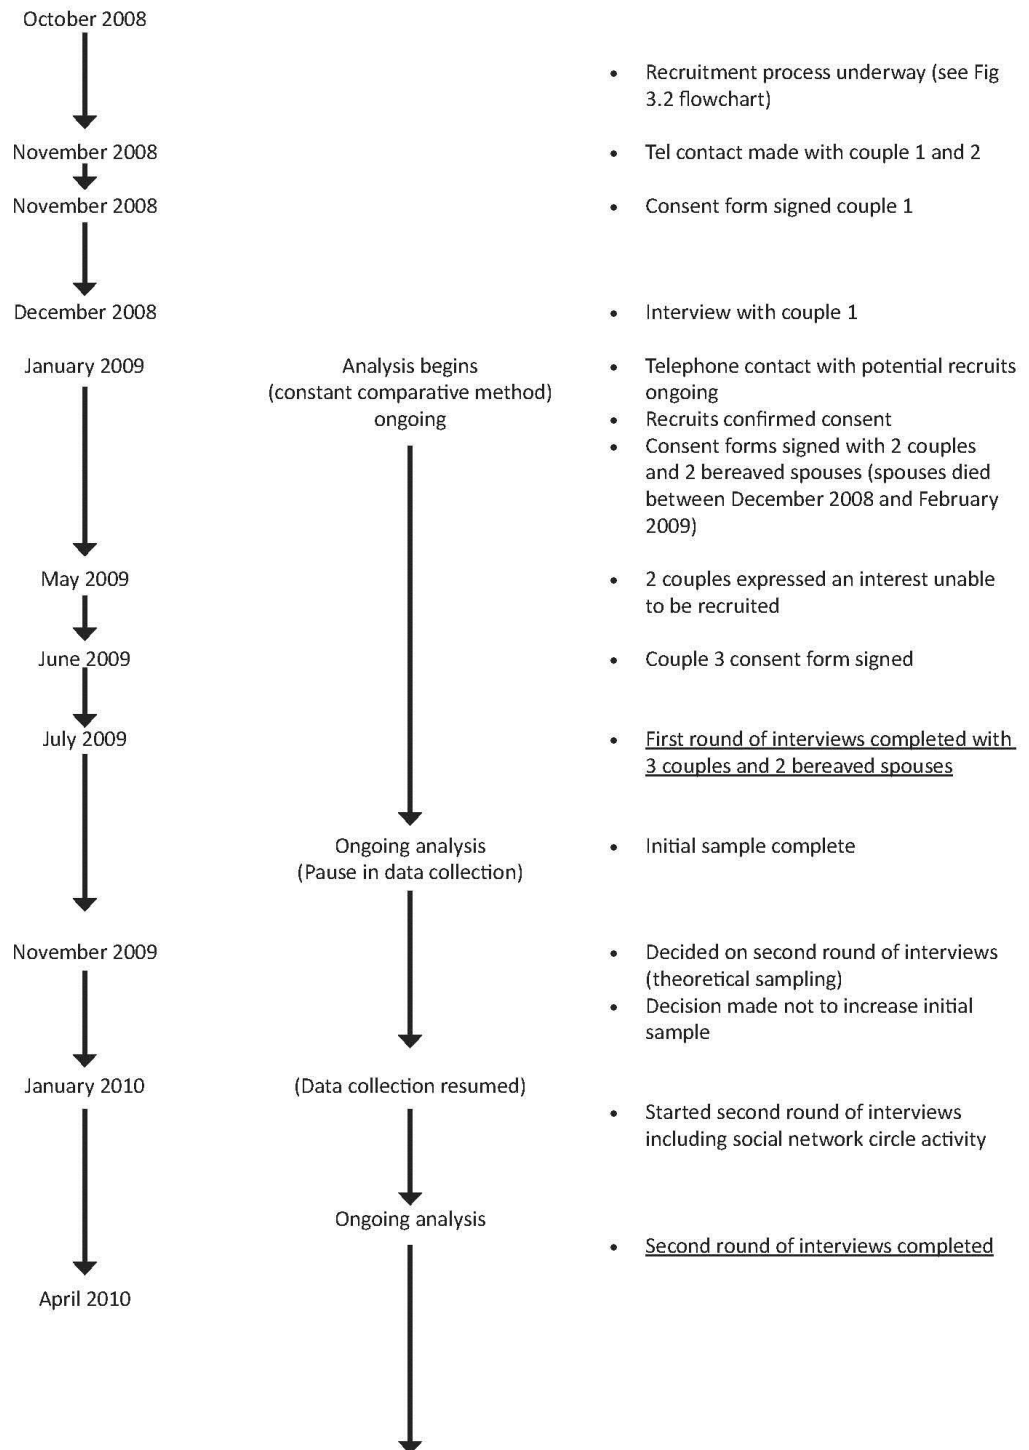 October 2008
• Recruitment process underway (see Fig
3.2 flowchart)
November 2008
• Tel contact made with couple 1 and 2
November 2008
• Consent form signed couple 1
December 2008
• Interview with couple 1
January 2009
Analysis begins
(constant comparative method)
ongoing
• Telephone contact with potential recruits
ongoing
• Recruits confirmed consent
• Consent forms signed with 2 couples
and 2 bereaved spouses (spouses died
between December 2008 and February
2009)
May 2009
• 2 couples expressed an interest unable
to be recruited
June 2009
• Couple 3 consent form signed
July 2009
• First round of interviews completed with
3 couples and 2 bereaved spouses
Ongoing analysis
(Pause in data collection)
• Initial sample complete
November 2009
• Decided on second round of interviews
(theoretical sampling)
• Decision made not to increase initial
sample
January 2010
(Data collection resumed)
• Started second round of interviews
including social network circle activity
Ongoing analysis
• Second round of interviews completed
April 2010